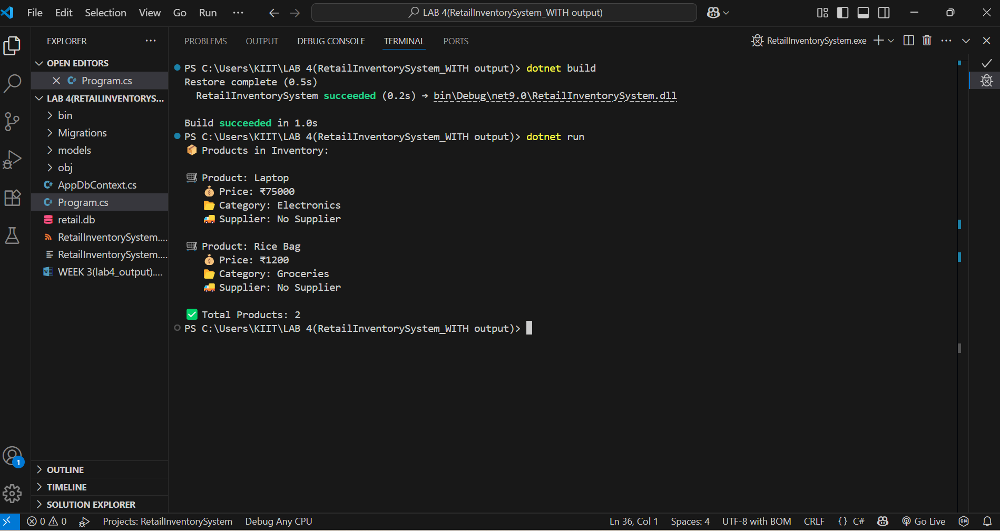 File Edit Selection View Go Run ···
LAB 4(RetailInventorySystem_WITH output)
EXPLORER ···
OPEN EDITORS
Program.cs
LAB 4(RETAILINVENTORYS...
bin
Migrations
models
obj
AppDbContext.cs
Program.cs
retail.db
RetailInventorySystem....
RetailInventorySystem....
WEEK 3(lab4_output)....
OUTLINE
TIMELINE
SOLUTION EXPLORER
PROBLEMS OUTPUT DEBUG CONSOLE TERMINAL PORTS
RetailInventorySystem.exe
PS C:\Users\KIIT\LAB 4(RetailInventorySystem_WITH output)> dotnet build
Restore complete (0.5s)
RetailInventorySystem succeeded (0.2s) → bin\Debug\net9.0\RetailInventorySystem.dll
Build succeeded in 1.0s
PS C:\Users\KIIT\LAB 4(RetailInventorySystem_WITH output)> dotnet run
📦 Products in Inventory:
🛒 Product: Laptop
💰 Price: ₹75000
📂 Category: Electronics
🚚 Supplier: No Supplier
🛒 Product: Rice Bag
💰 Price: ₹1200
📂 Category: Groceries
🚚 Supplier: No Supplier
✅ Total Products: 2
PS C:\Users\KIIT\LAB 4(RetailInventorySystem_WITH output)>
1
0 0 Projects: RetailInventorySystem Debug Any CPU Ln 36, Col 1 Spaces: 4 UTF-8 with BOM CRLF {} C# Go Live